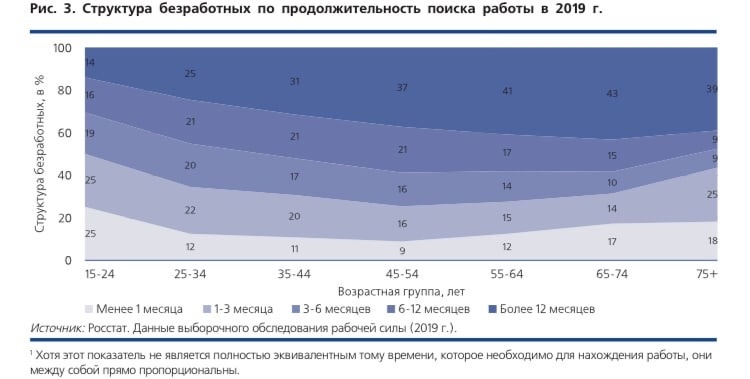 Рис. 3. Структура безработных по продолжительность поиска работы в 2019 г.
Структура безработных, в %
100
80
60
40
20
0
14 25 31 37 41 43 39
16 21 21 21 17 15 9
19 20 17 16 14 10 9
25 22 20 16 15 14 25
25 12 11 9 12 17 18
15-24 25-34 35-44 45-54 55-64 65-74 75+
Возрастная группа, лет
Менее 1 месяца 1-3 месяца 3-6 месяцев 6-12 месяцев Более 12 месяцев
Источник: Росстат. Данные выборочного обследования рабочей силы (2019 г.).
¹ Хотя этот показатель не является полностью эквивалентным тому времени, которое необходимо для нахождения работы, они
между собой прямо пропорциональны.